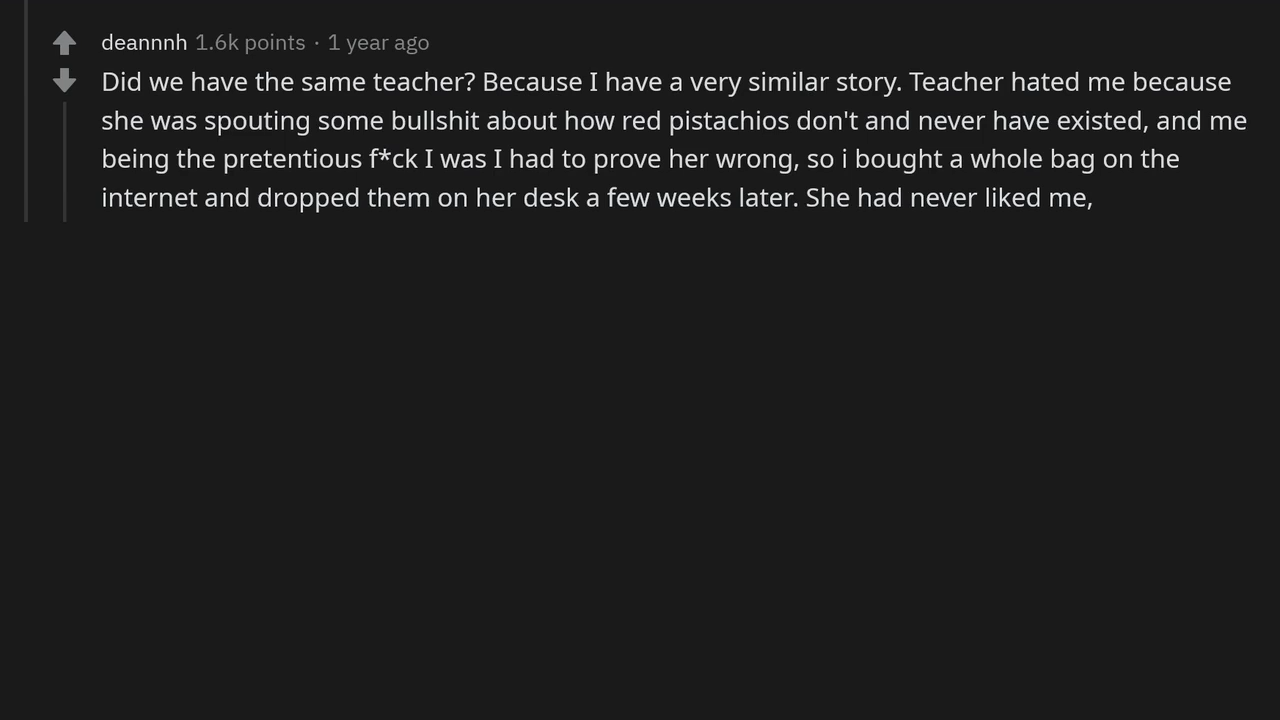 deannnh 1.6k points · 1 year ago
Did we have the same teacher? Because I have a very similar story. Teacher hated me because
she was spouting some bullshit about how red pistachios don't and never have existed, and me
being the pretentious f*ck I was I had to prove her wrong, so i bought a whole bag on the
internet and dropped them on her desk a few weeks later. She had never liked me,